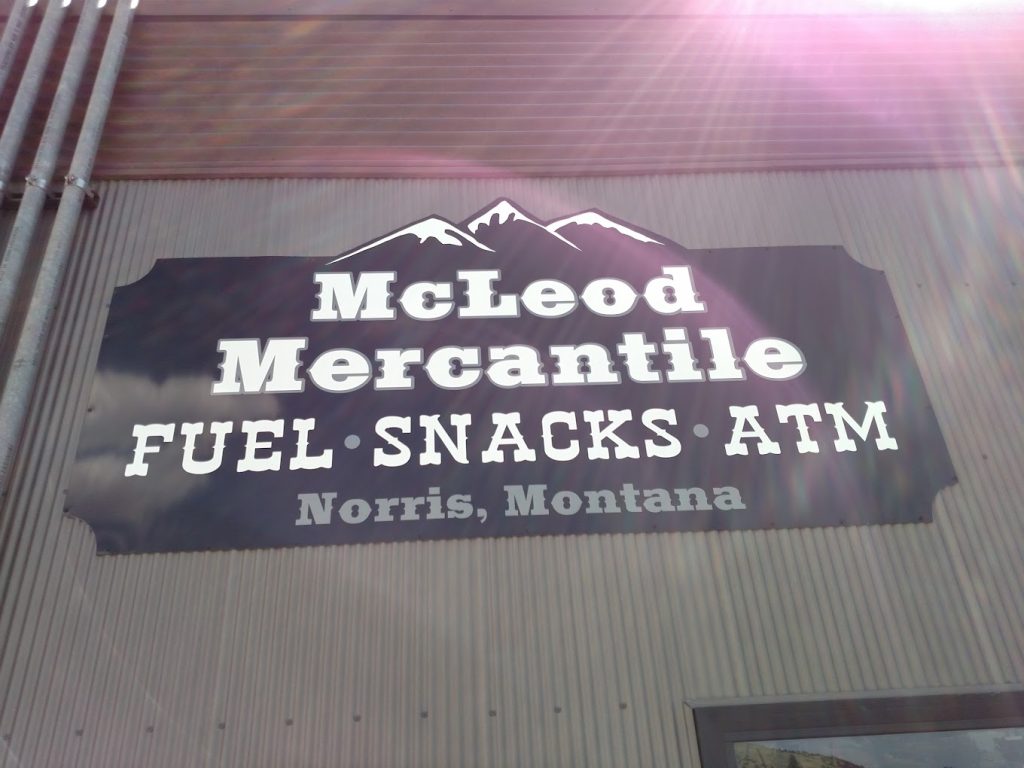 McLeod
Mercantile
FUEL • SNACKS • ATM
Norris, Montana